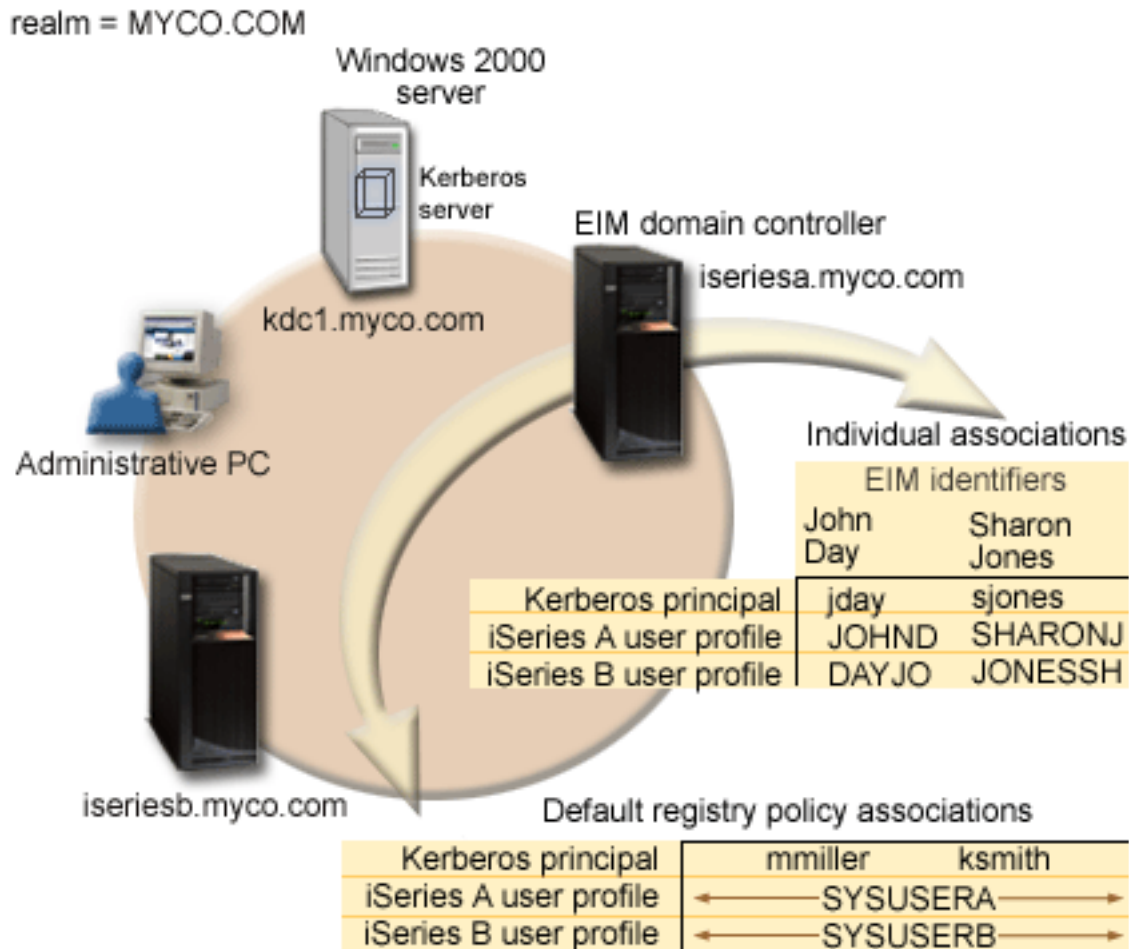 realm = MYCO.COM
Windows 2000
server
Kerberos
server
EIM domain controller
iseriesa.myco.com
kdc1.myco.com
Administrative PC
Individual associations
EIM identifiers
John Sharon
Day Jones
Kerberos principal jday sjones
iSeries A user profile JOHND SHARONJ
iSeries B user profile DAYJO JONESSH
iseriesb.myco.com
Default registry policy associations
Kerberos principal mmiller ksmith
iSeries A user profile SYSUSERA
iSeries B user profile SYSUSERB